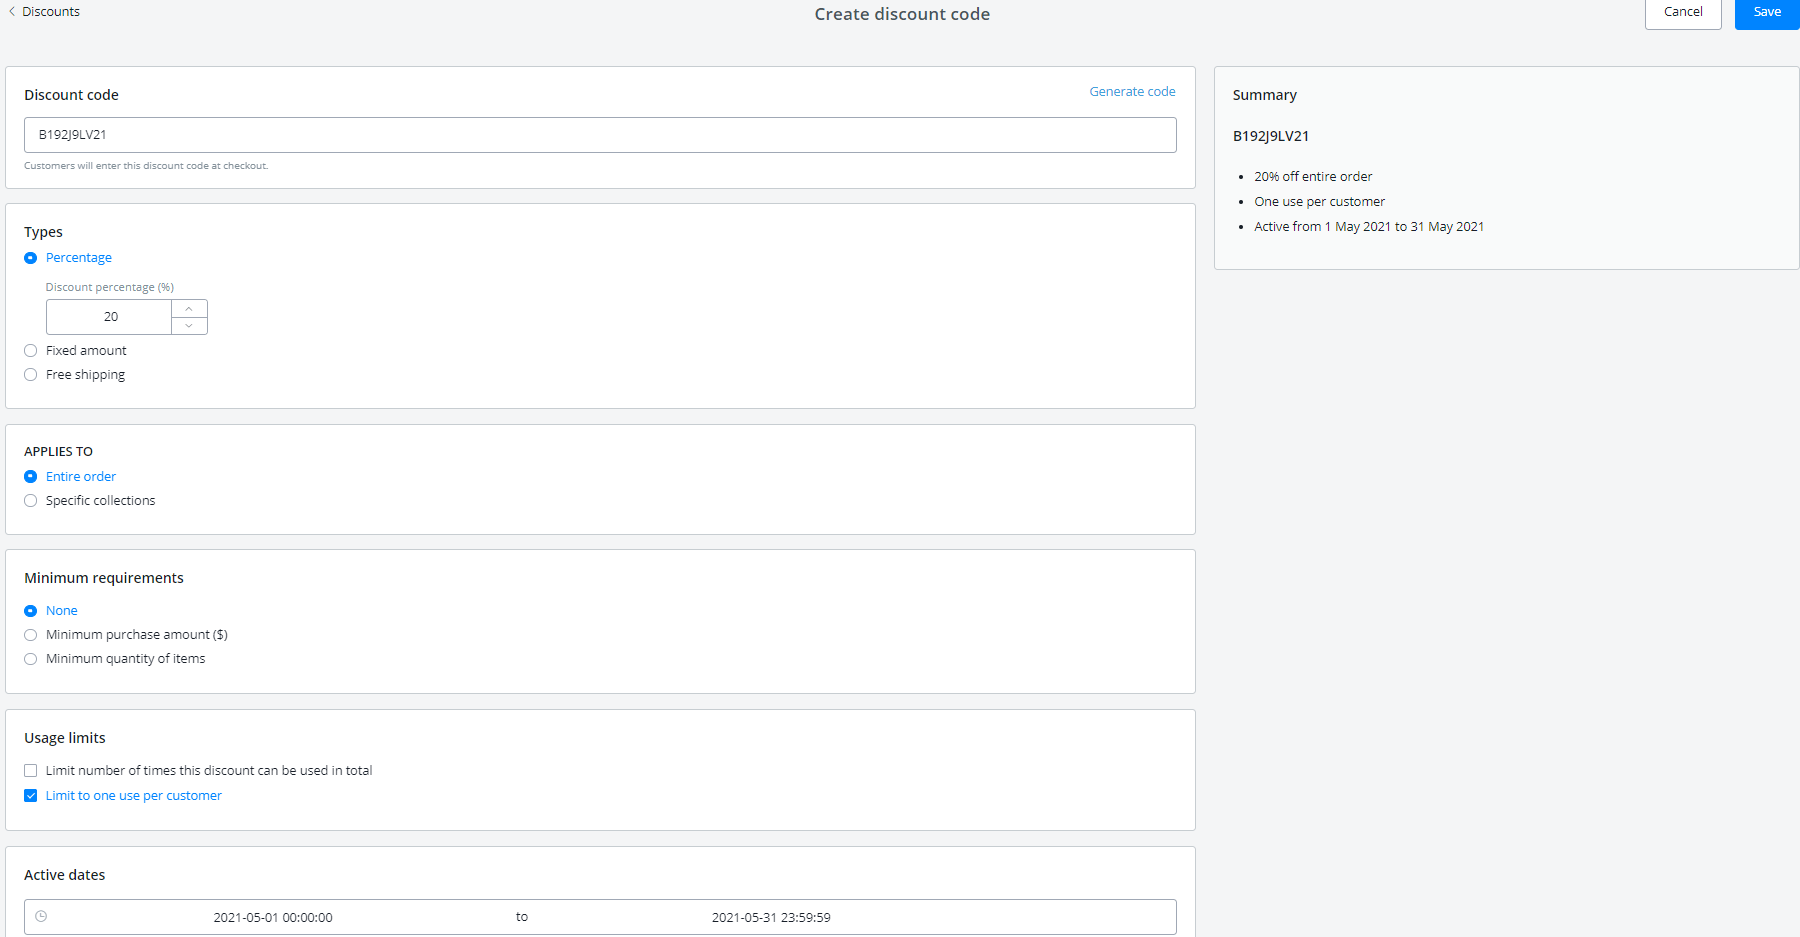 Discounts
Create discount code
Cancel
Save
Discount code
Generate code
B192J9LV21
Customers will enter this discount code at checkout.
Types
Percentage
Discount percentage (%)
20
Fixed amount
Free shipping
APPLIES TO
Entire order
Specific collections
Minimum requirements
None
Minimum purchase amount ($)
Minimum quantity of items
Usage limits
Limit number of times this discount can be used in total
Limit to one use per customer
Active dates
2021-05-01 00:00:00 to 2021-05-31 23:59:59
Summary
B192J9LV21
• 20% off entire order
• One use per customer
• Active from 1 May 2021 to 31 May 2021